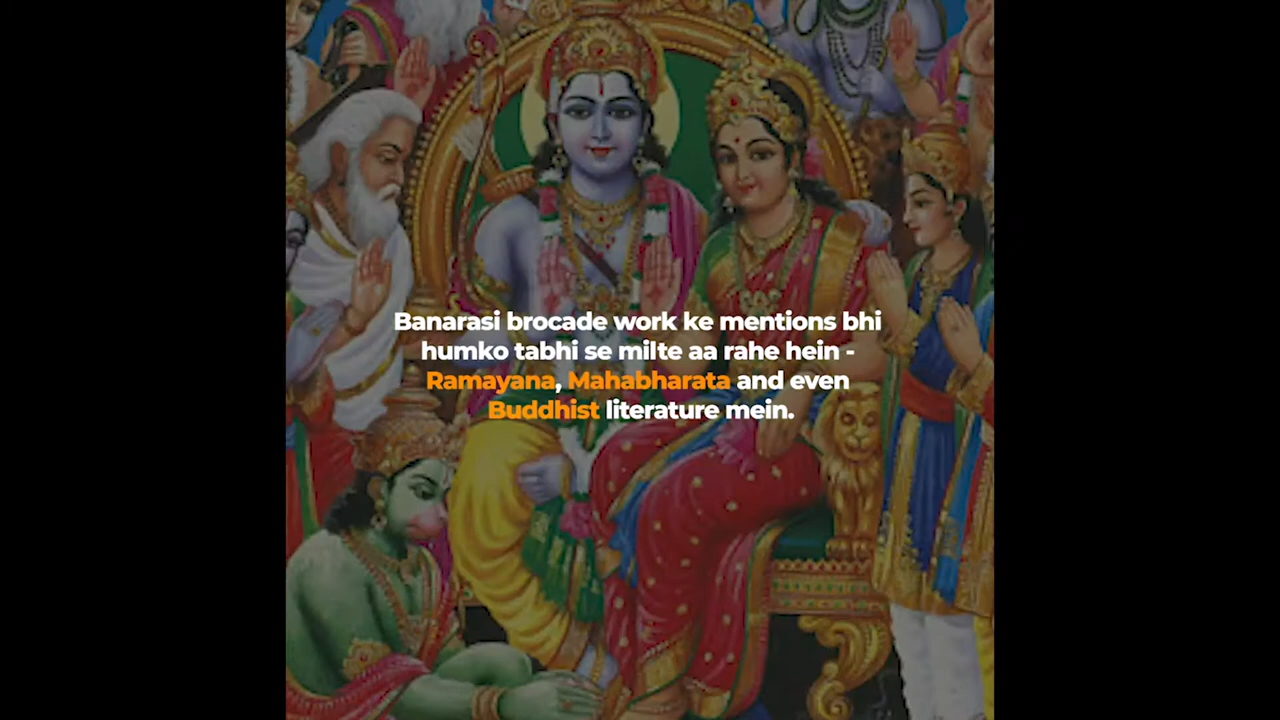 Banarasi brocade work ke mentions bhi
humko tabhi se milte aa rahe hein -
Ramayana, Mahabharata and even
Buddhist literature mein.